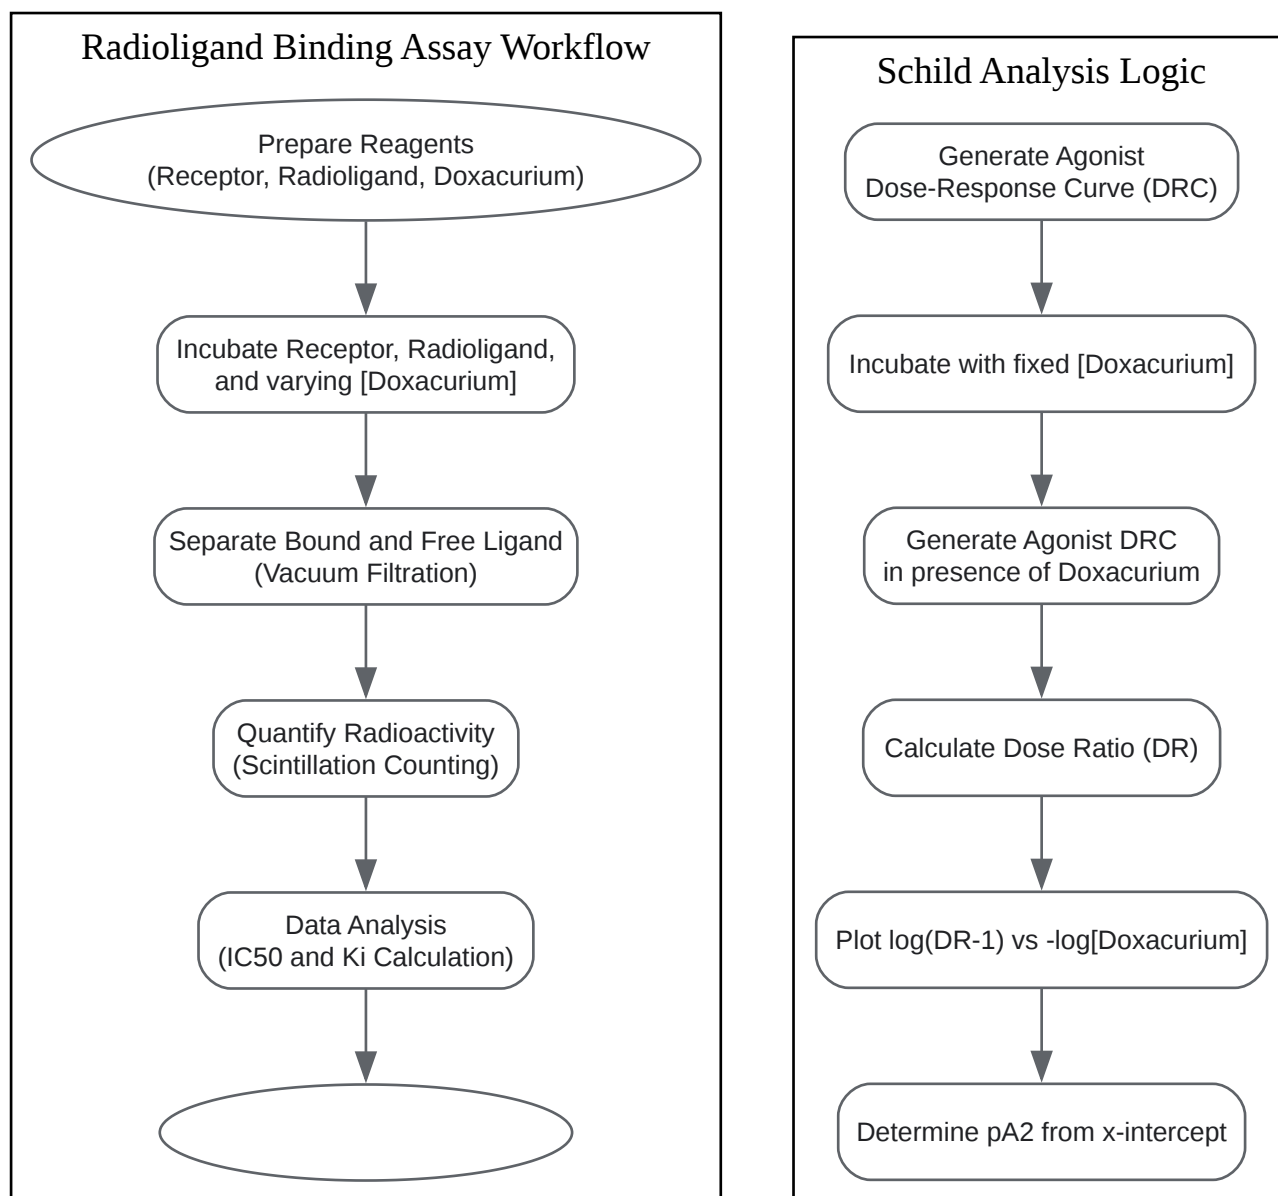 Radioligand Binding Assay Workflow
Prepare Reagents
(Receptor, Radioligand, Doxacurium)
Incubate Receptor, Radioligand,
and varying [Doxacurium]
Separate Bound and Free Ligand
(Vacuum Filtration)
Quantify Radioactivity
(Scintillation Counting)
Data Analysis
(IC50 and Ki Calculation)
Schild Analysis Logic
Generate Agonist
Dose-Response Curve (DRC)
Incubate with fixed [Doxacurium]
Generate Agonist DRC
in presence of Doxacurium
Calculate Dose Ratio (DR)
Plot log(DR-1) vs -log[Doxacurium]
Determine pA2 from x-intercept